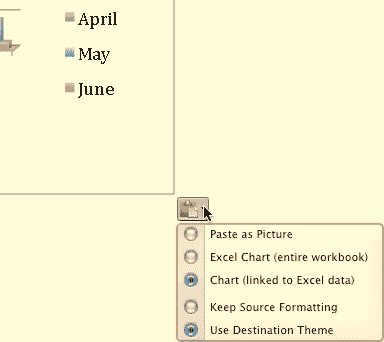 April
May
June
Paste as Picture
Excel Chart (entire workbook)
Chart (linked to Excel data)
Keep Source Formatting
Use Destination Theme